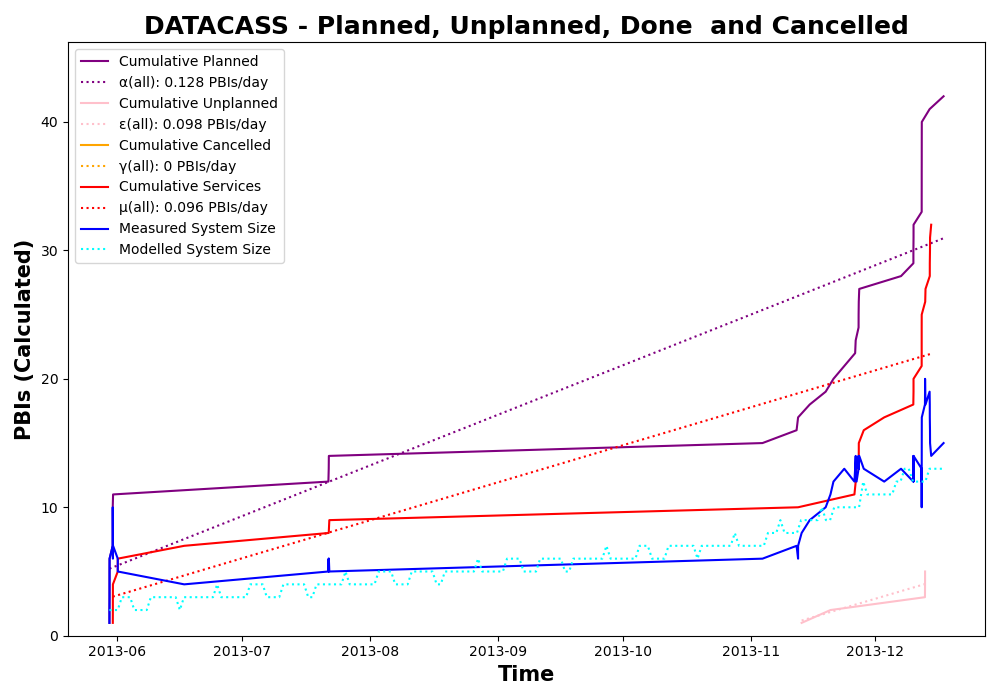 DATACASS - Planned, Unplanned, Done  and Cancelled
Cumulative Planned
α(all): 0.128 PBIs/day
Cumulative Unplanned
ε(all): 0.098 PBIs/day
Cumulative Cancelled
γ(all): 0 PBIs/day
Cumulative Services
μ(all): 0.096 PBIs/day
Measured System Size
Modelled System Size
PBIs (Calculated)
40
30
20
10
0
2013-06 2013-07 2013-08 2013-09 2013-10 2013-11 2013-12
Time